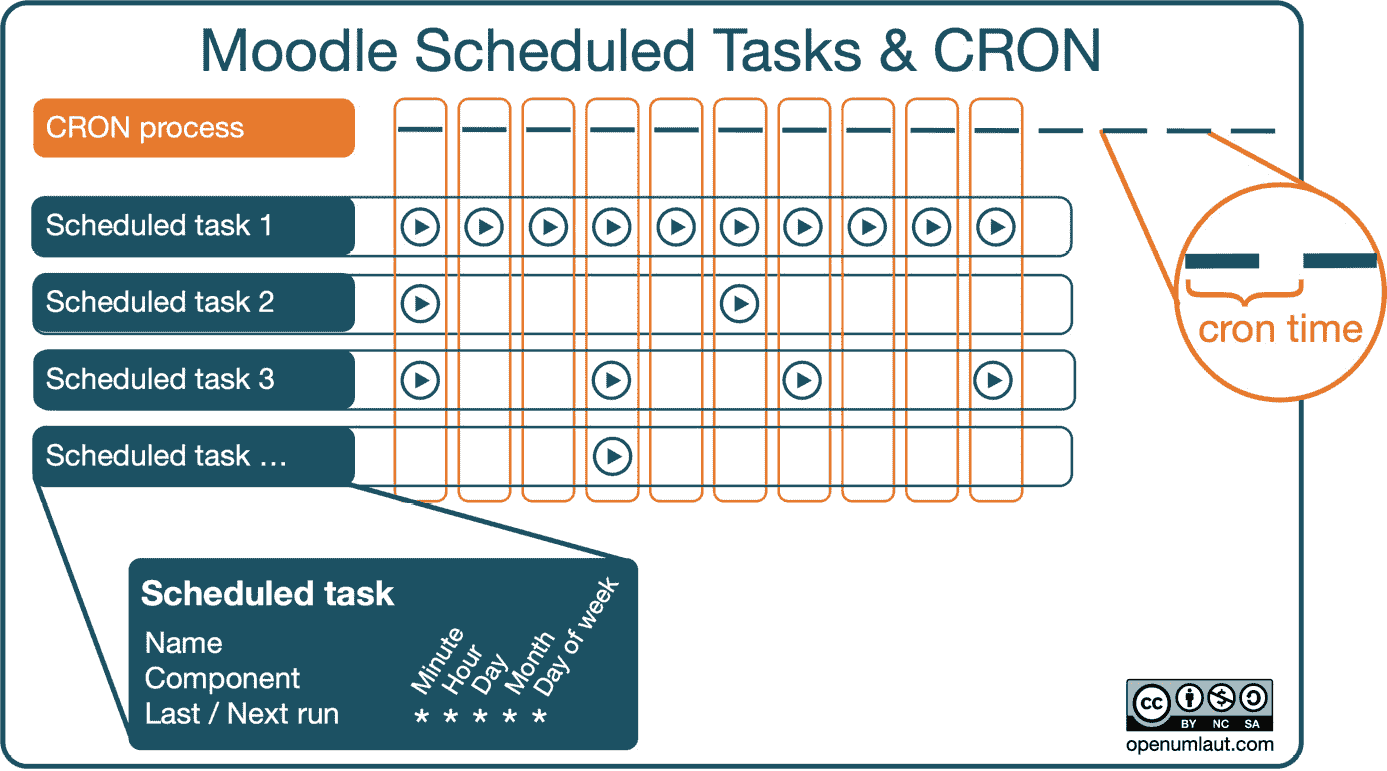 Moodle Scheduled Tasks & CRON
CRON process
Scheduled task 1
Scheduled task 2
Scheduled task 3
Scheduled task ...
cron time
Scheduled task
Name
Component
Last / Next run
Minute
Hour
Day
Month
Day of week
* * * * *
cc
BY NC SA
openumlaut.com